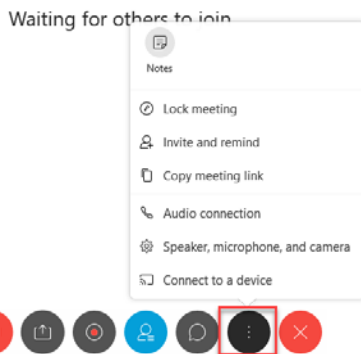 Waiting for others to join
Notes
Lock meeting
Invite and remind
Copy meeting link
Audio connection
Speaker, microphone, and camera
Connect to a device